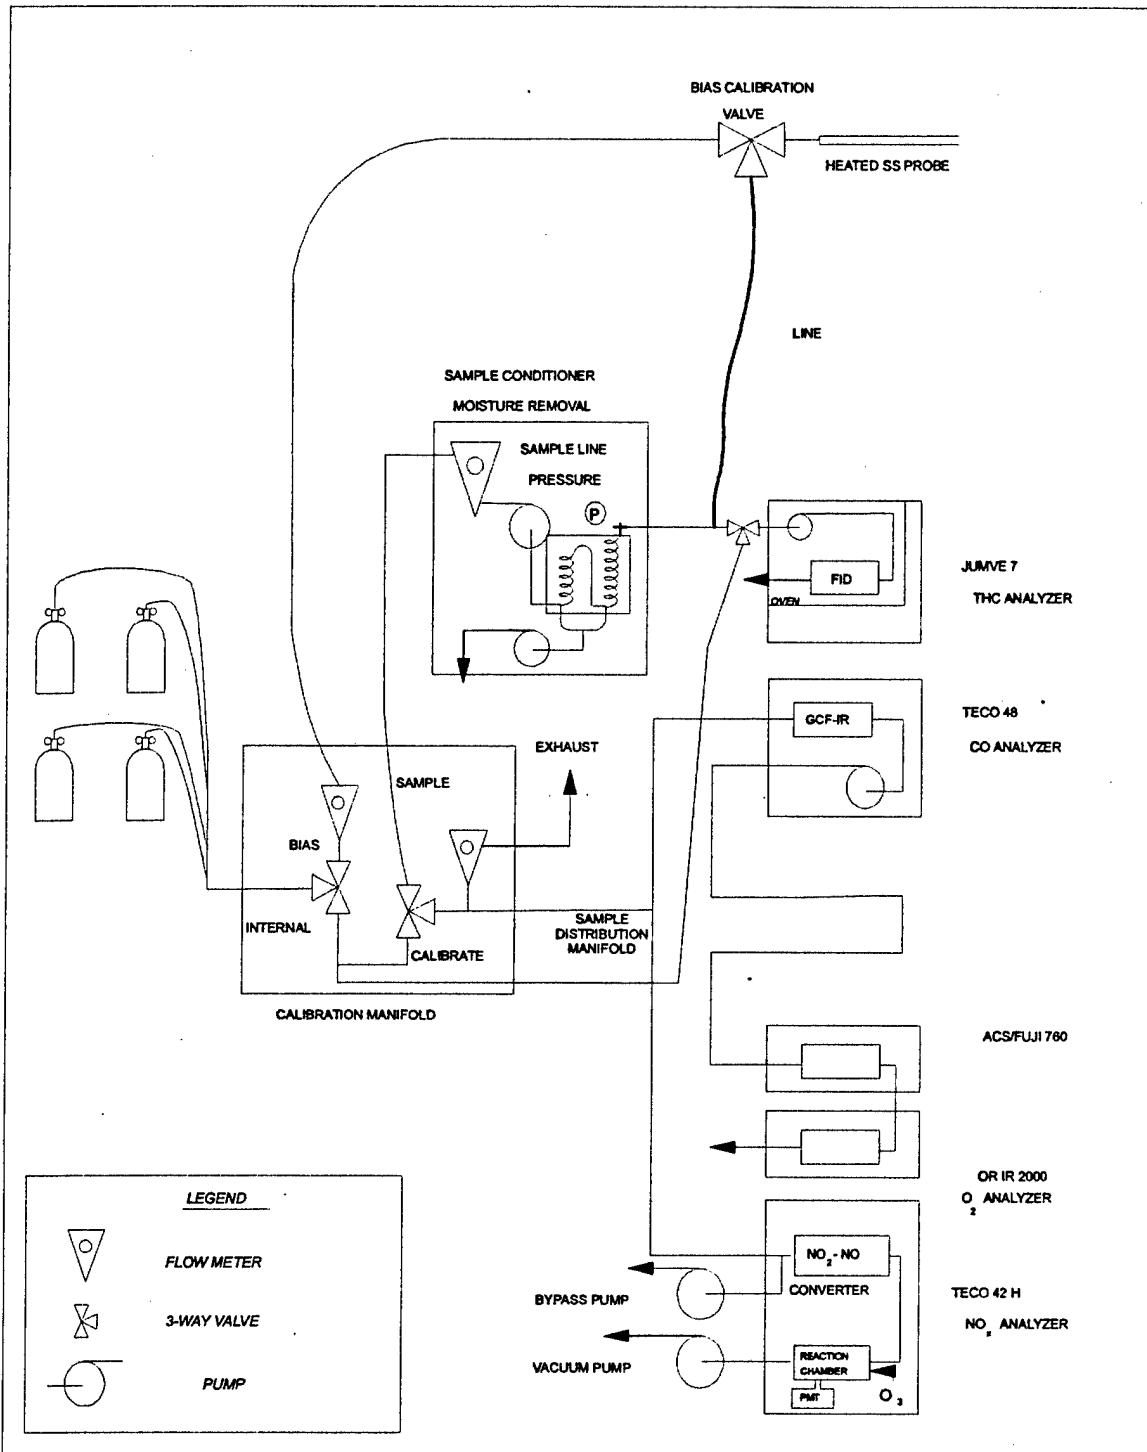 BIAS CALIBRATION
VALVE
HEATED SS PROBE
LINE
SAMPLE CONDITIONER
MOISTURE REMOVAL
SAMPLE LINE
PRESSURE
P
FID
OVEN
JUMVE 7
THC ANALYZER
GCF-IR
TECO 48
CO ANALYZER
EXHAUST
SAMPLE
BIAS
INTERNAL
CALIBRATE
SAMPLE
DISTRIBUTION
MANIFOLD
CALIBRATION MANIFOLD
ACS/FUJI 760
OR IR 2000
O₂ ANALYZER
NO₂ - NO
CONVERTER
TECO 42 H
NOₓ ANALYZER
BYPASS PUMP
VACUUM PUMP
REACTION
CHAMBER
PMT
O₃
LEGEND
FLOW METER
3-WAY VALVE
PUMP